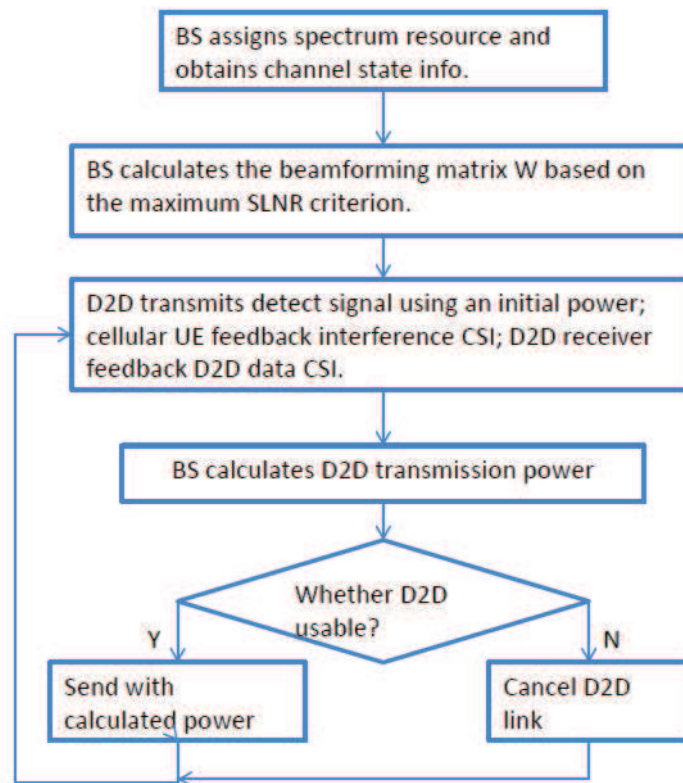 BS assigns spectrum resource and
obtains channel state info.
BS calculates the beamforming matrix W based on
the maximum SLNR criterion.
D2D transmits detect signal using an initial power;
cellular UE feedback interference CSI; D2D receiver
feedback D2D data CSI.
BS calculates D2D transmission power
Whether D2D
usable?
Y
N
Send with
calculated power
Cancel D2D
link